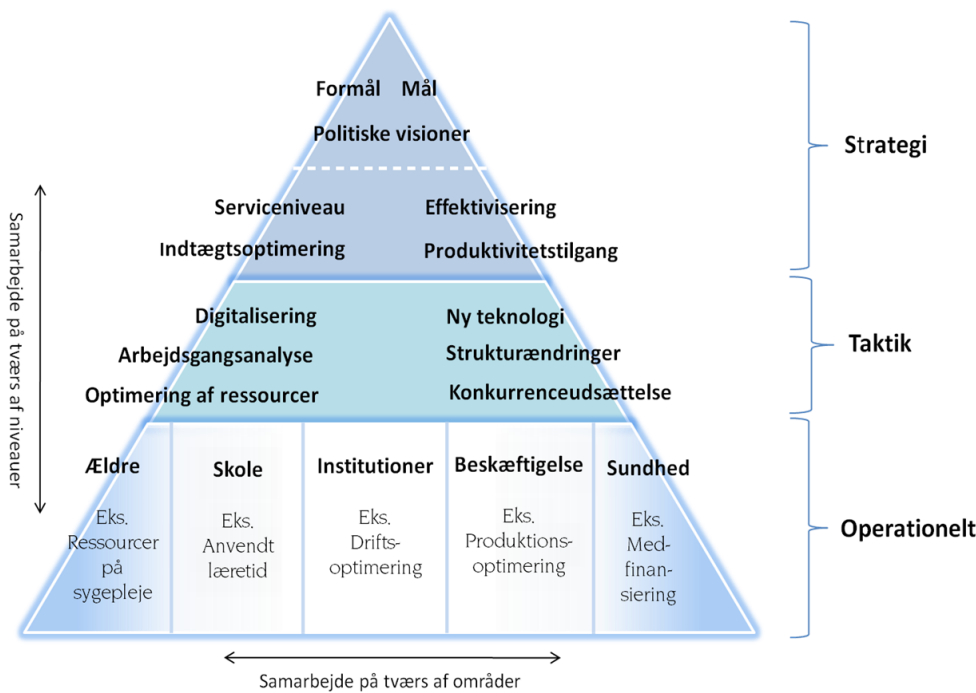 Formål Mål
Politiske visioner
Strategi
Serviceniveau Effektivisering
Indtægtsoptimering Produktivitetstilgang
Digitalisering Ny teknologi
Arbejdsgangsanalyse Strukturændringer
Taktik
Optimering af ressourcer Konkurrenceudsættelse
Samarbejde på tværs af niveauer
Ældre
Eks.
Ressourcer
på
sygepleje
Skole
Eks.
Anvendt
læretid
Institutioner
Eks.
Drifts-
optimering
Beskæftigelse
Eks.
Produktions-
optimering
Sundhed
Eks.
Med-
finan-
siering
Operationelt
Samarbejde på tværs af områder